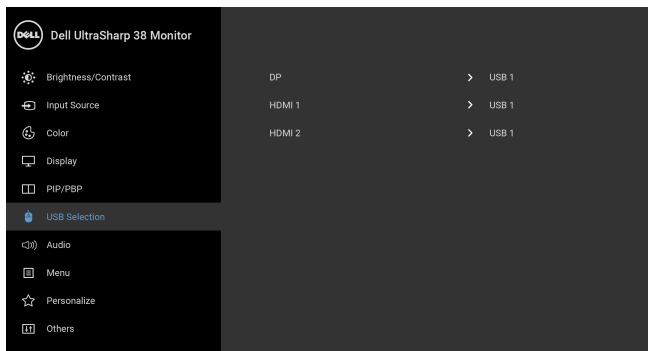 DELL Dell UltraSharp 38 Monitor
Brightness/Contrast
Input Source
Color
Display
PIP/PBP
USB Selection
Audio
Menu
Personalize
Others
DP > USB 1
HDMI 1 > USB 1
HDMI 2 > USB 1